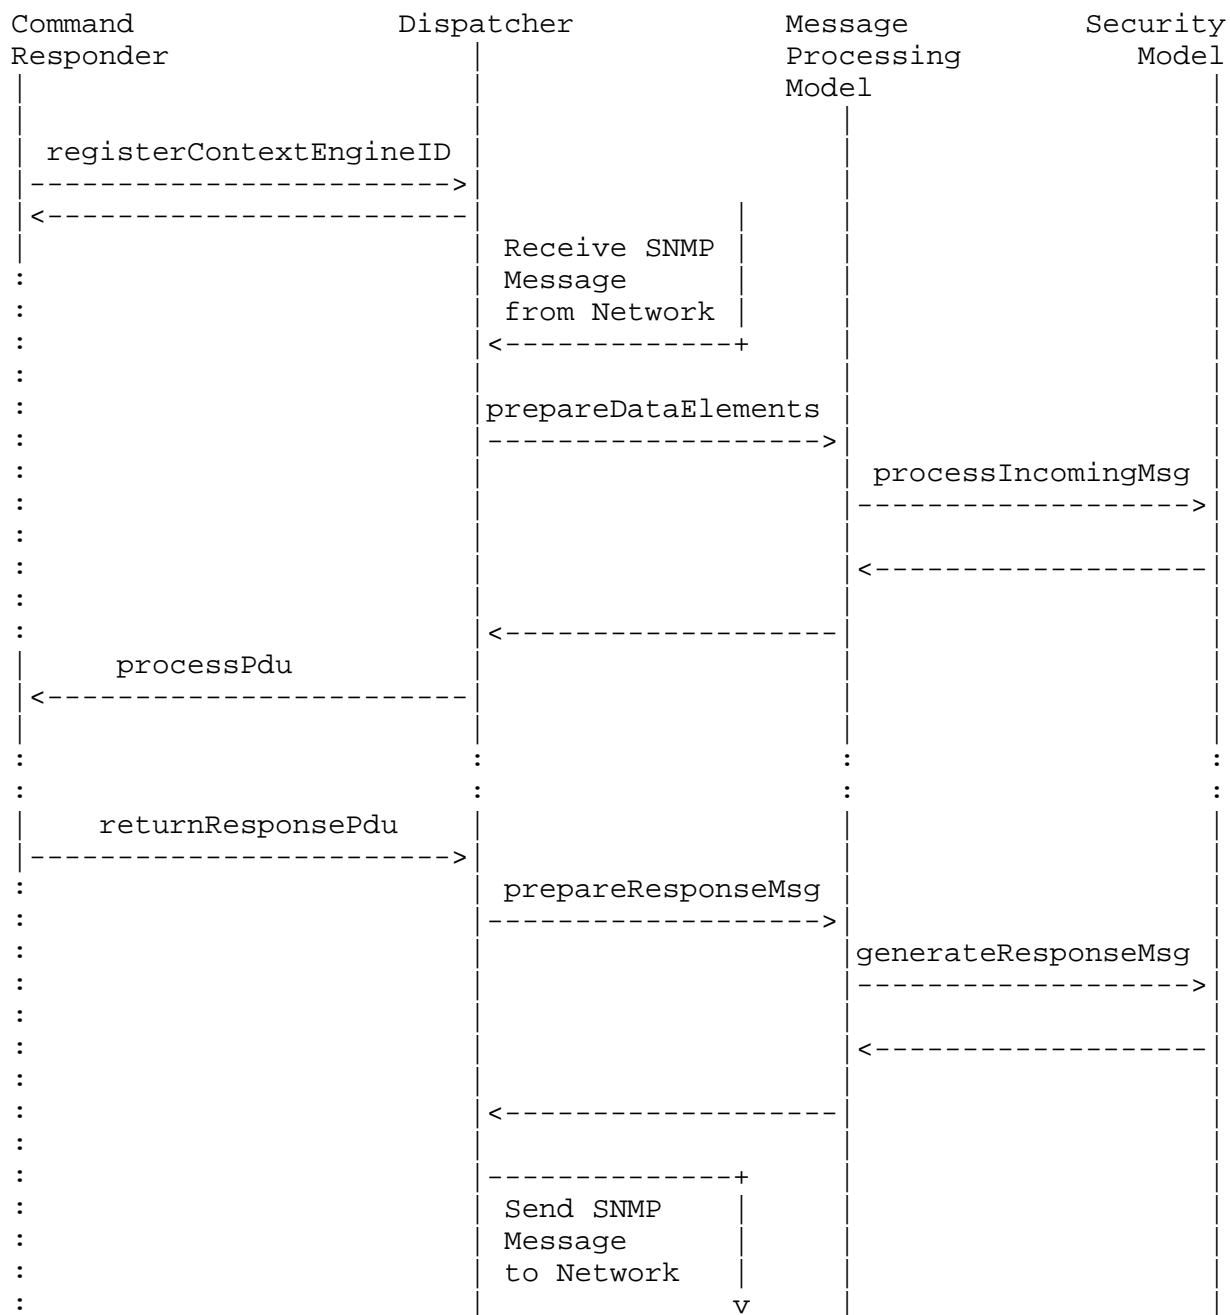 Command Dispatcher Message Security
Responder Processing Model
Model
registerContextEngineID
Receive SNMP
Message
from Network
prepareDataElements
processIncomingMsg
processPdu
returnResponsePdu
prepareResponseMsg
generateResponseMsg
Send SNMP
Message
to Network
v